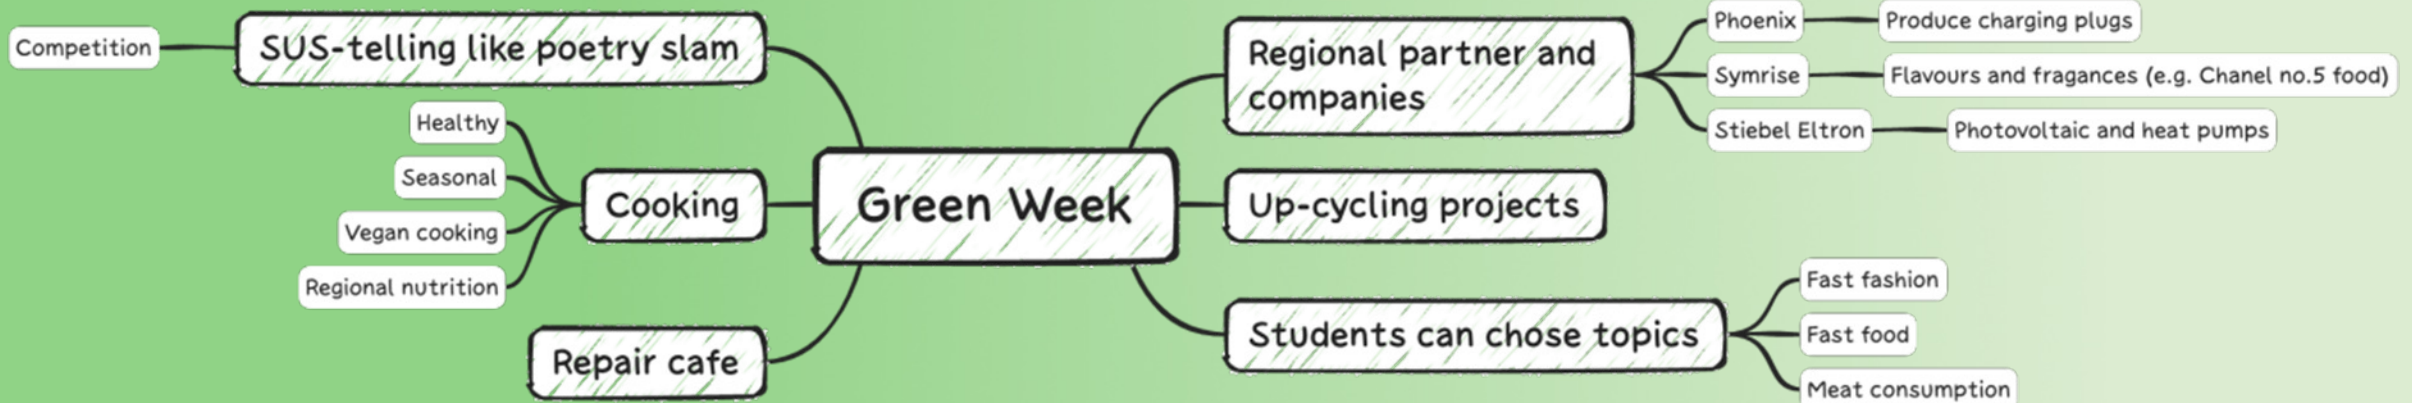 Green Week
SUS-telling like poetry slam
Competition
Cooking
Healthy
Seasonal
Vegan cooking
Regional nutrition
Repair cafe
Regional partner and
companies
Phoenix
Produce charging plugs
Symrise
Flavours and fragances (e.g. Chanel no.5 food)
Stiebel Eltron
Photovoltaic and heat pumps
Up-cycling projects
Students can chose topics
Fast fashion
Fast food
Meat consumption